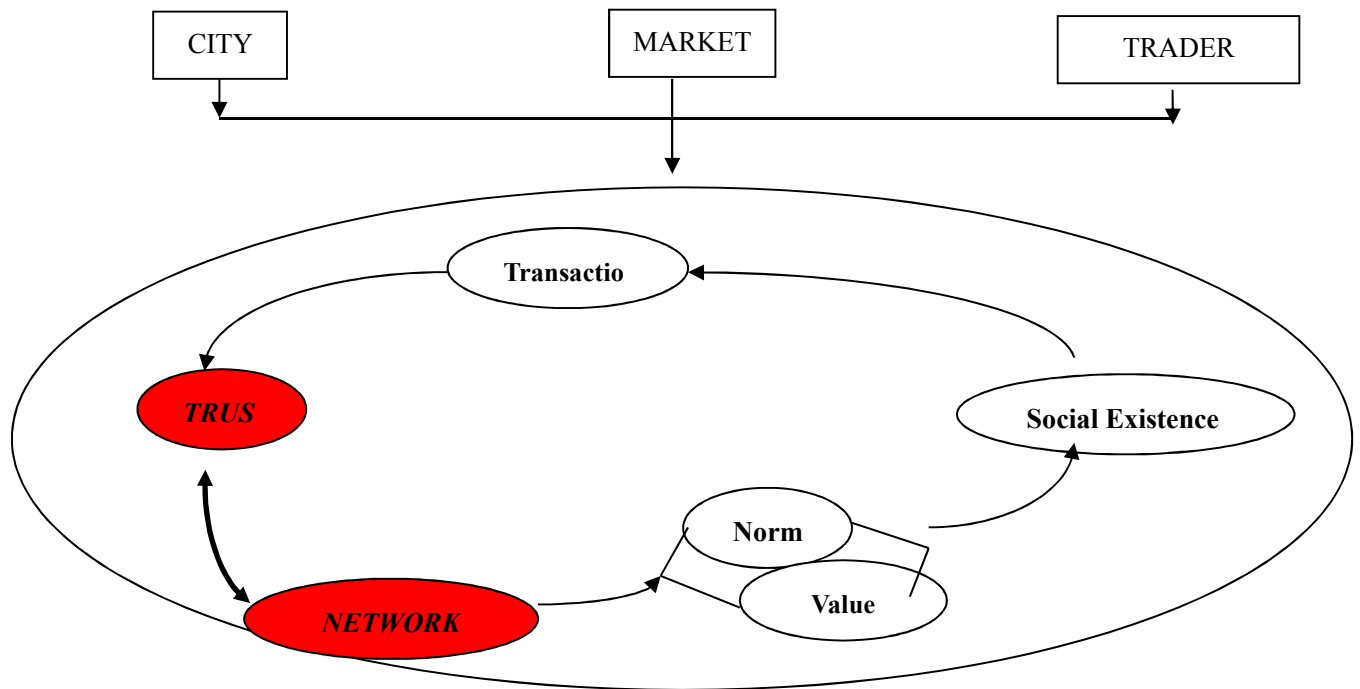 CITY
MARKET
TRADER
Transactio
TRUS
Social Existence
Norm
Value
NETWORK